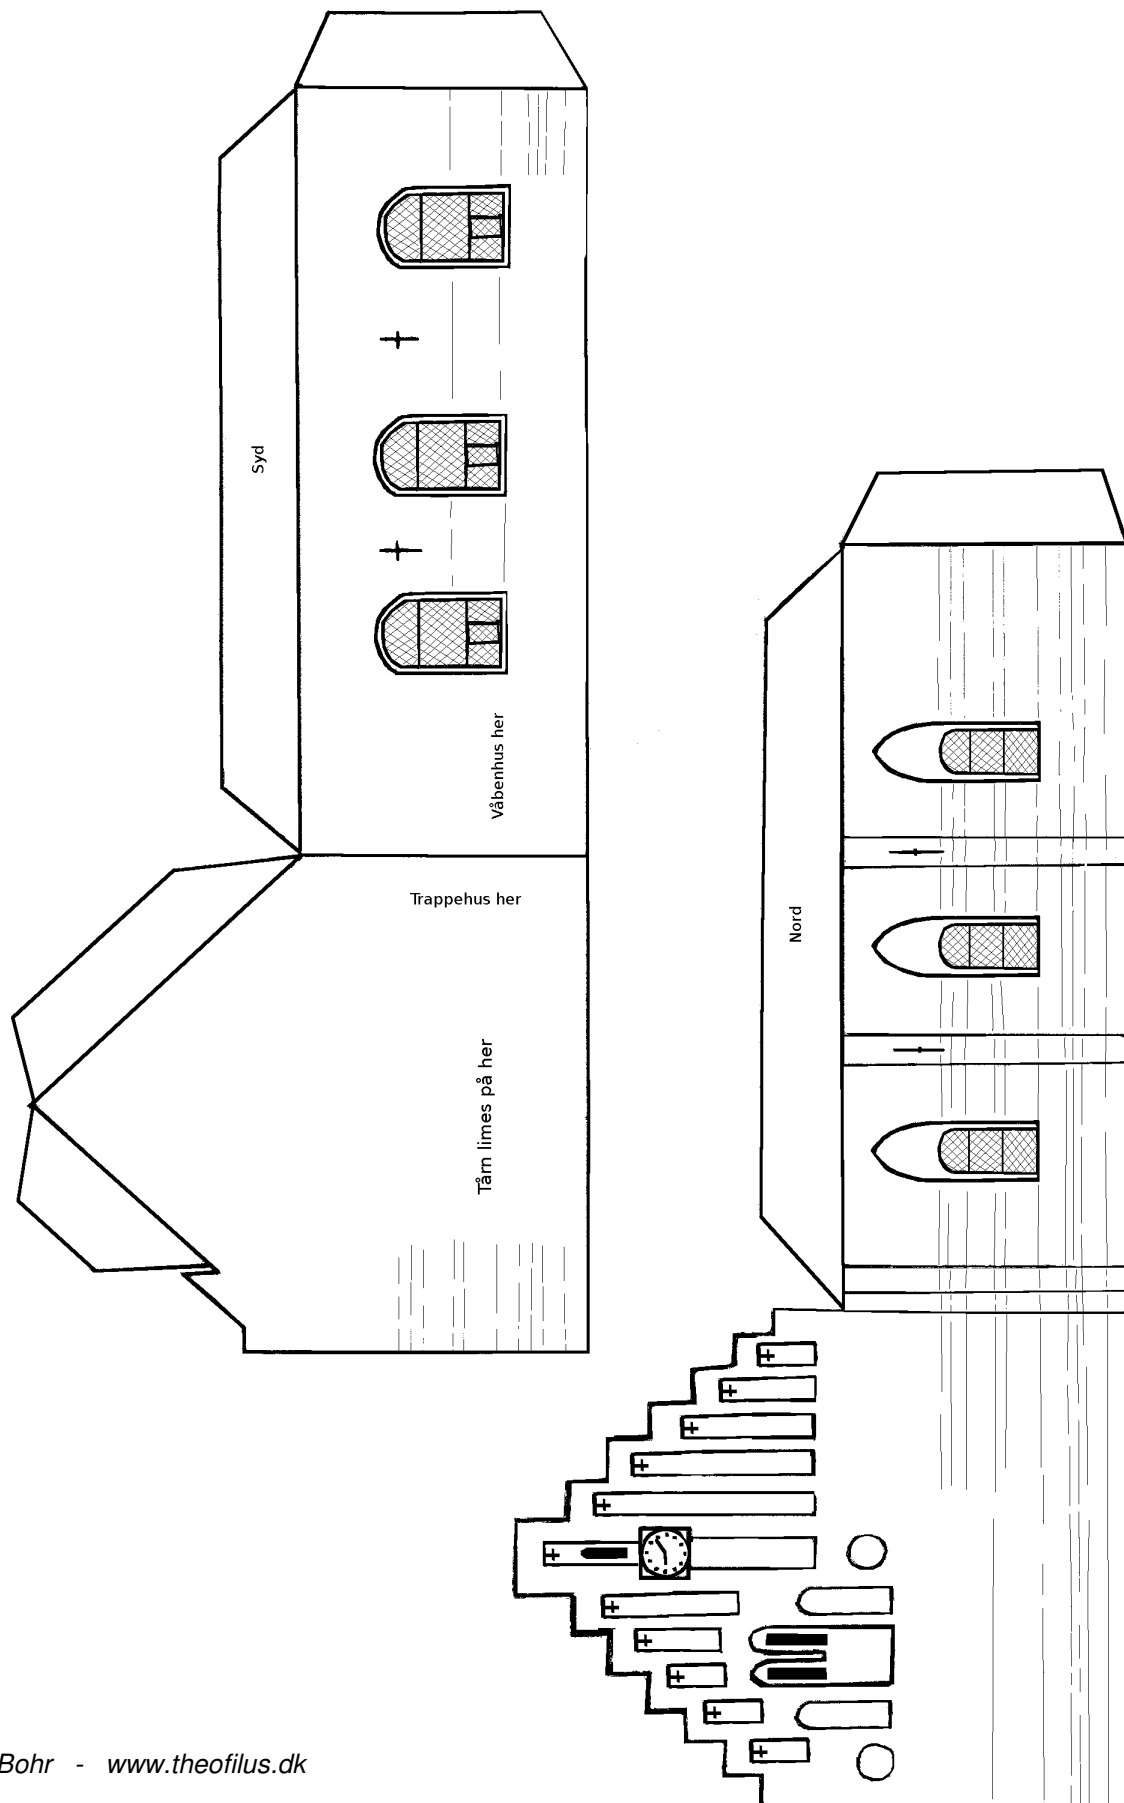 Syd
Våbenhus her
Trappehus her
Tårn limes på her
Nord
Bohr - www.theofilus.dk